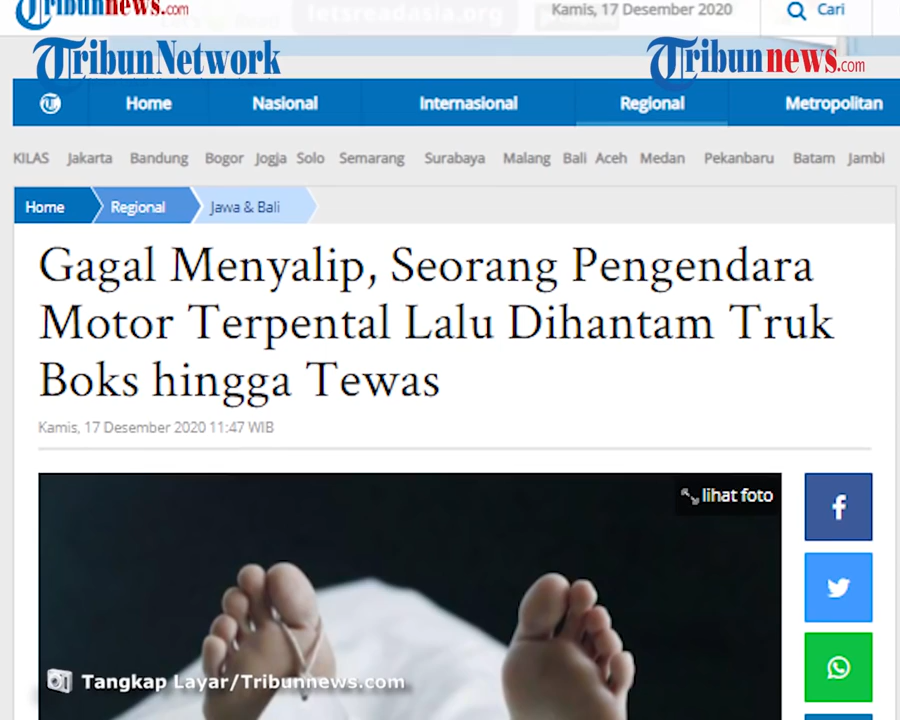 Tribunnews.com
letsreadasia.org
Kamis, 17 Desember 2020
Cari
TribunNetwork
Tribunnews.com
Home Nasional Internasional Regional Metropolitan
KILAS Jakarta Bandung Bogor Jogja Solo Semarang Surabaya Malang Bali Aceh Medan Pekanbaru Batam Jambi
Home Regional Jawa & Bali
Gagal Menyalip, Seorang Pengendara
Motor Terpental Lalu Dihantam Truk
Boks hingga Tewas
Kamis, 17 Desember 2020 11:47 WIB
lihat foto
Tangkap Layar/Tribunnews.com